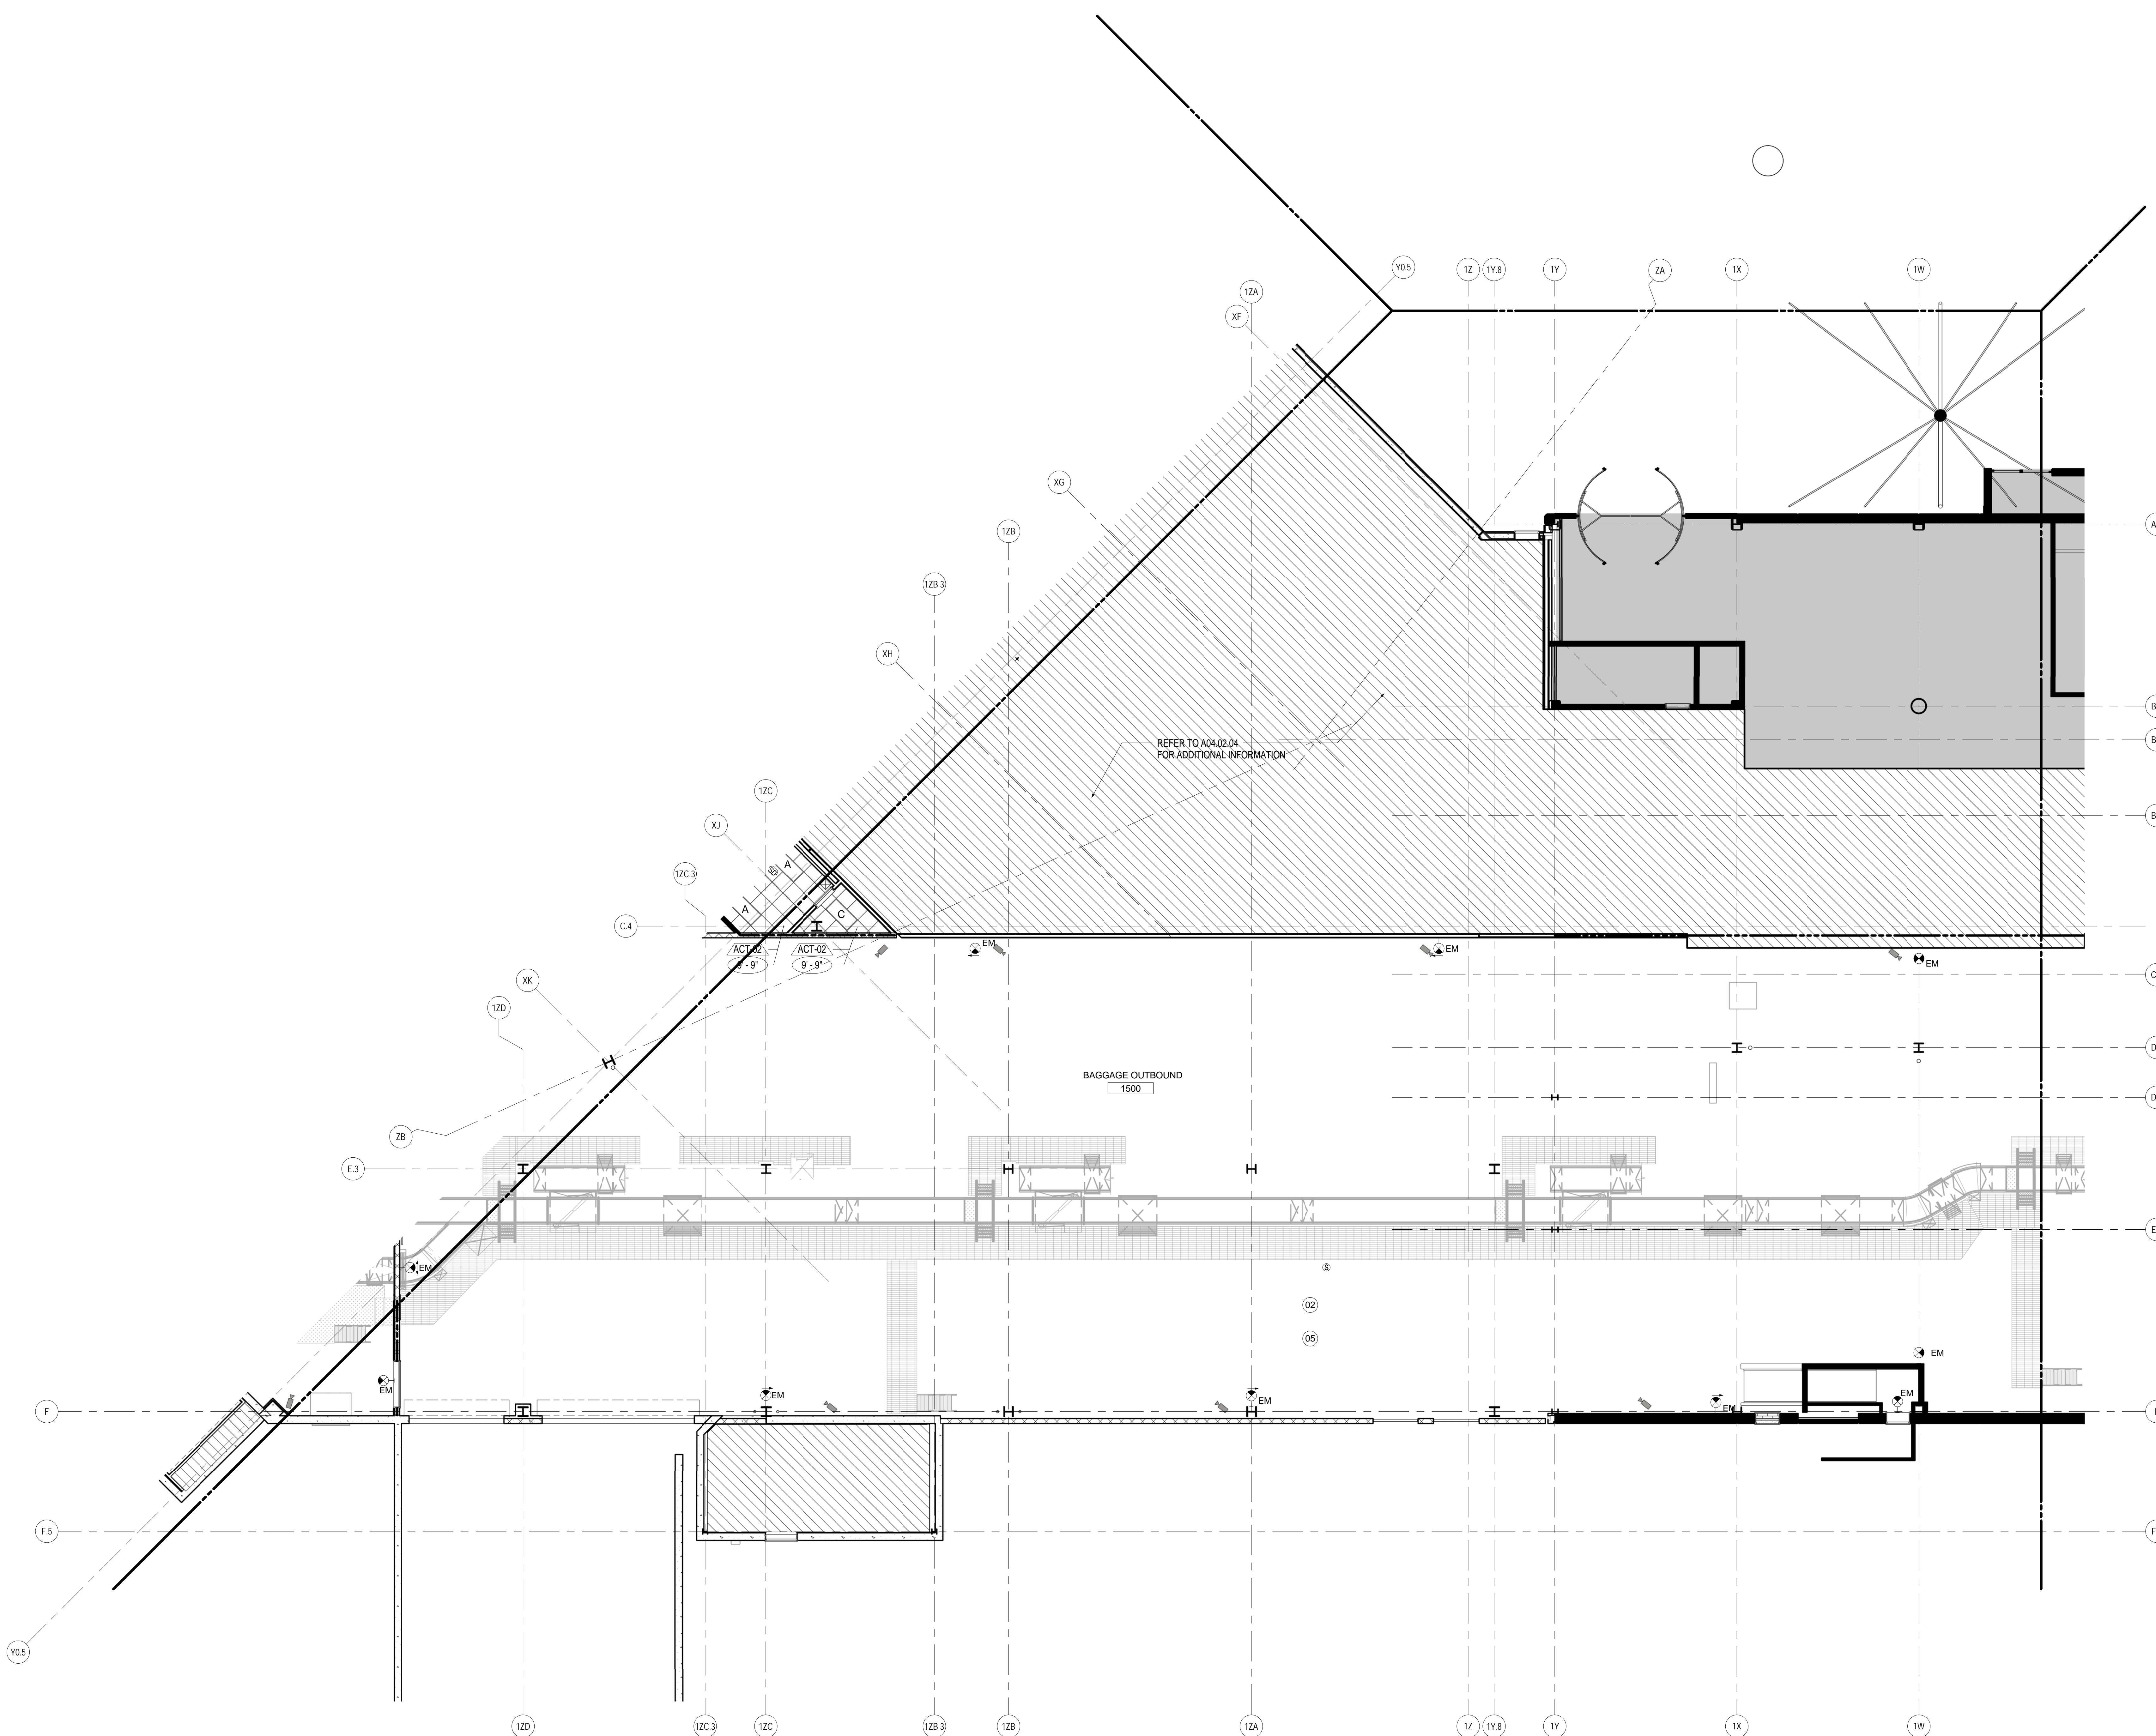 Y0.5
1Z
1Y.8
1Y
ZA
1X
1W
1ZA
XF
XG
A
1ZB
1ZB.3
XH
B
REFER TO A04.02.04
FOR ADDITIONAL INFORMATION
B
1ZC
XJ
B
A
1ZC.3
A
C
C.4
EM
EM
ACT-02
ACT-02
9' - 9"
9' - 9"
EM
C
XK
1ZD
D
BAGGAGE OUTBOUND
1500
D
ZB
E.3
E
EM
S
02
05
EM
EM
EM
EM
EM
EM
F
F.5
F
Y0.5
1ZD
1ZC.3
1ZC
1ZB.3
1ZB
1ZA
1Z
1Y.8
1Y
1X
1W